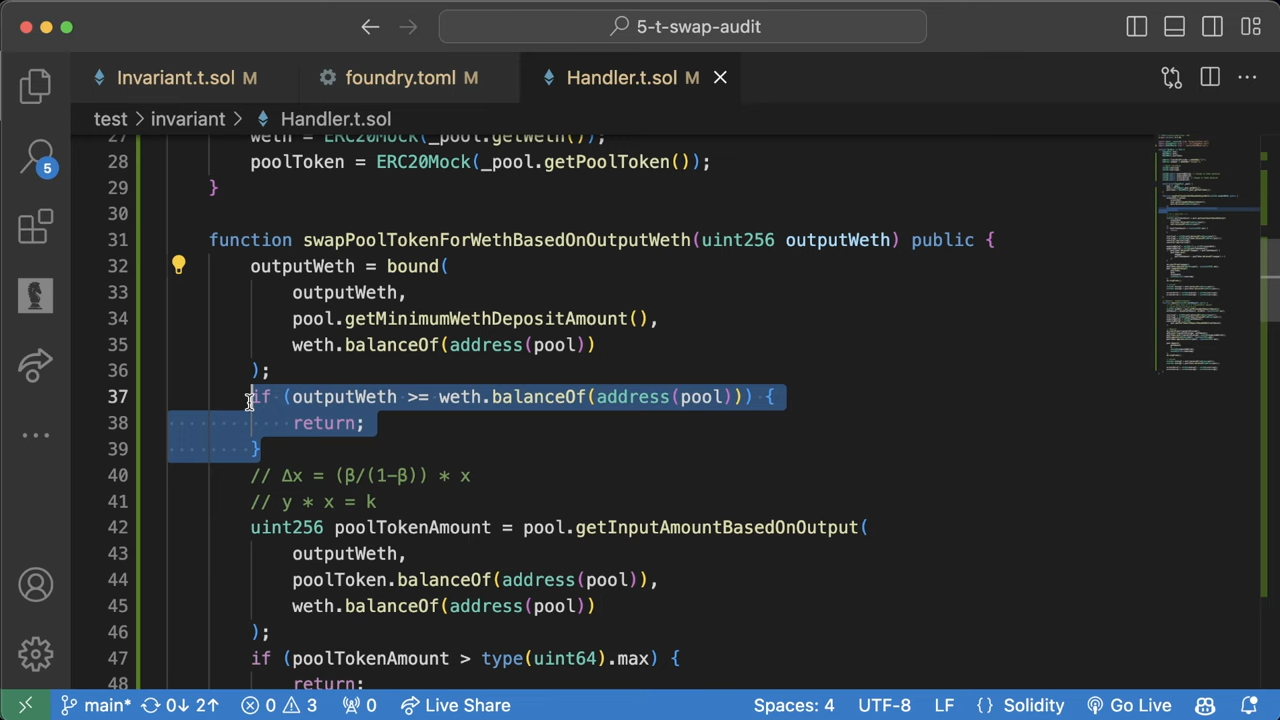 5-t-swap-audit
Invariant.t.sol M
foundry.toml M
Handler.t.sol M
test > invariant > Handler.t.sol
5
27 weth = ERC20Mock(_pool.getWeth());
28 poolToken = ERC20Mock(_pool.getPoolToken());
29 }
30
31 function swapPoolTokenForWethBasedOnOutputWeth(uint256 outputWeth) public {
32 outputWeth = bound(
33 outputWeth,
34 pool.getMinimumWethDepositAmount(),
35 weth.balanceOf(address(pool))
36 );
37 if (outputWeth >= weth.balanceOf(address(pool))) {
38 return;
39 }
40 // ∆x = (β/(1-β)) * x
41 // y * x = k
42 uint256 poolTokenAmount = pool.getInputAmountBasedOnOutput(
43 outputWeth,
44 poolToken.balanceOf(address(pool)),
45 weth.balanceOf(address(pool))
46 );
47 if (poolTokenAmount > type(uint64).max) {
48 return;
main* 0↓ 2↑ 0 3 0 Live Share Spaces: 4 UTF-8 LF {} Solidity Go Live